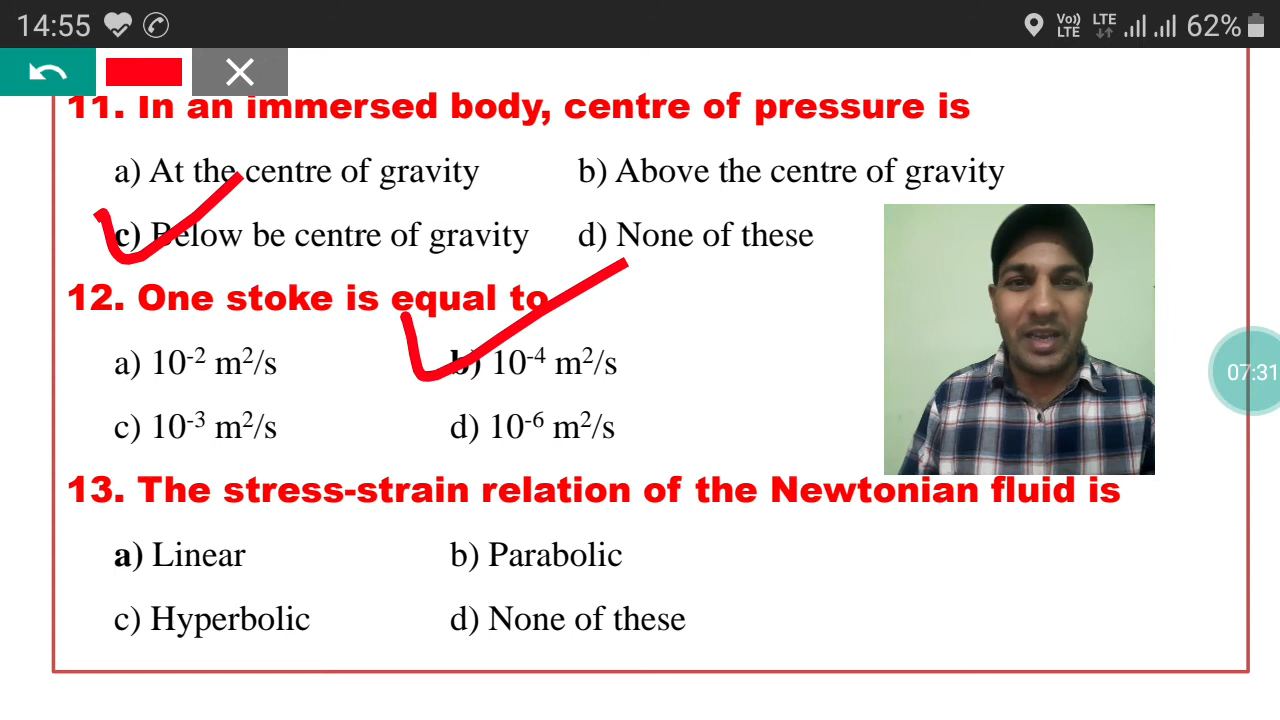 14:55 Vo)) LTE LTE 62%
11. In an immersed body, centre of pressure is
a) At the centre of gravity b) Above the centre of gravity
c) Below be centre of gravity d) None of these
12. One stoke is equal to
a) 10⁻² m²/s b) 10⁻⁴ m²/s
07:31
c) 10⁻³ m²/s d) 10⁻⁶ m²/s
13. The stress-strain relation of the Newtonian fluid is
a) Linear b) Parabolic
c) Hyperbolic d) None of these